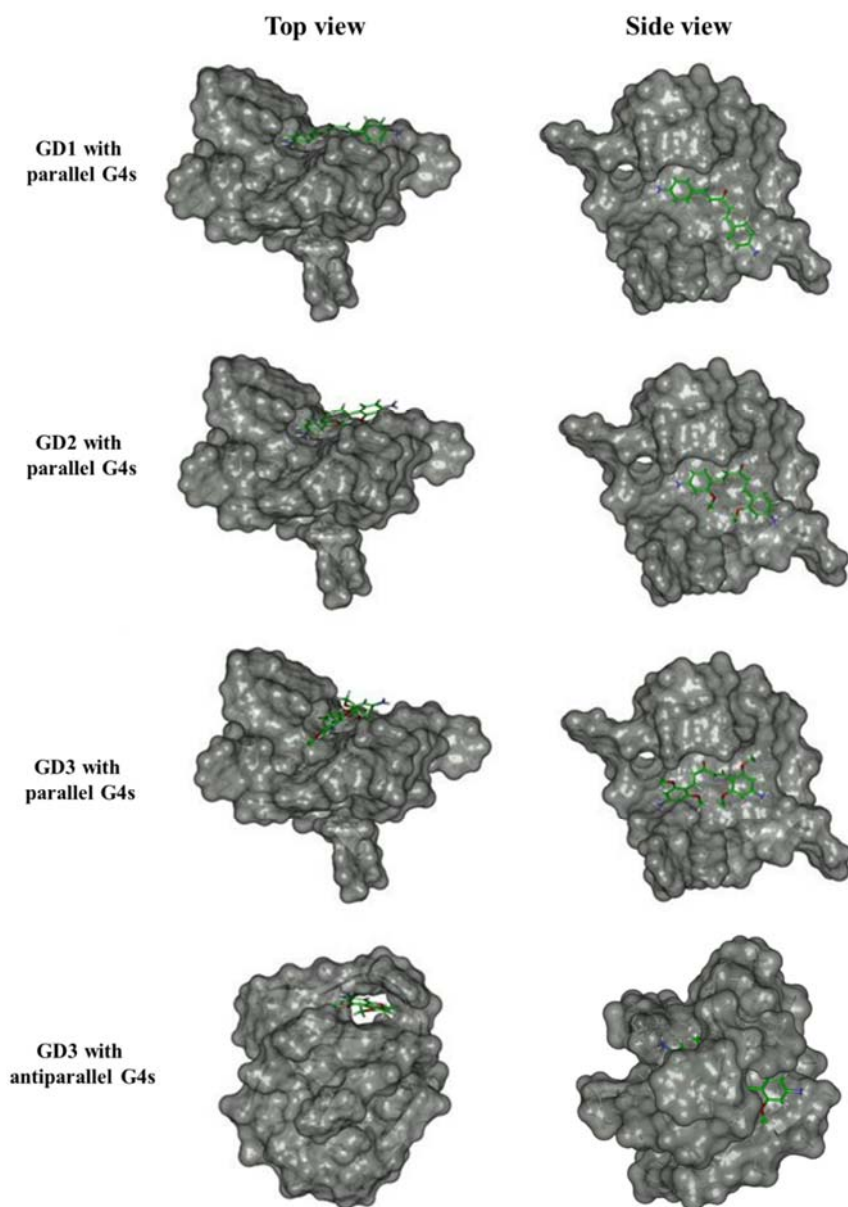 Top view
Side view
GD1 with
parallel G4s
GD2 with
parallel G4s
GD3 with
parallel G4s
GD3 with
antiparallel G4s